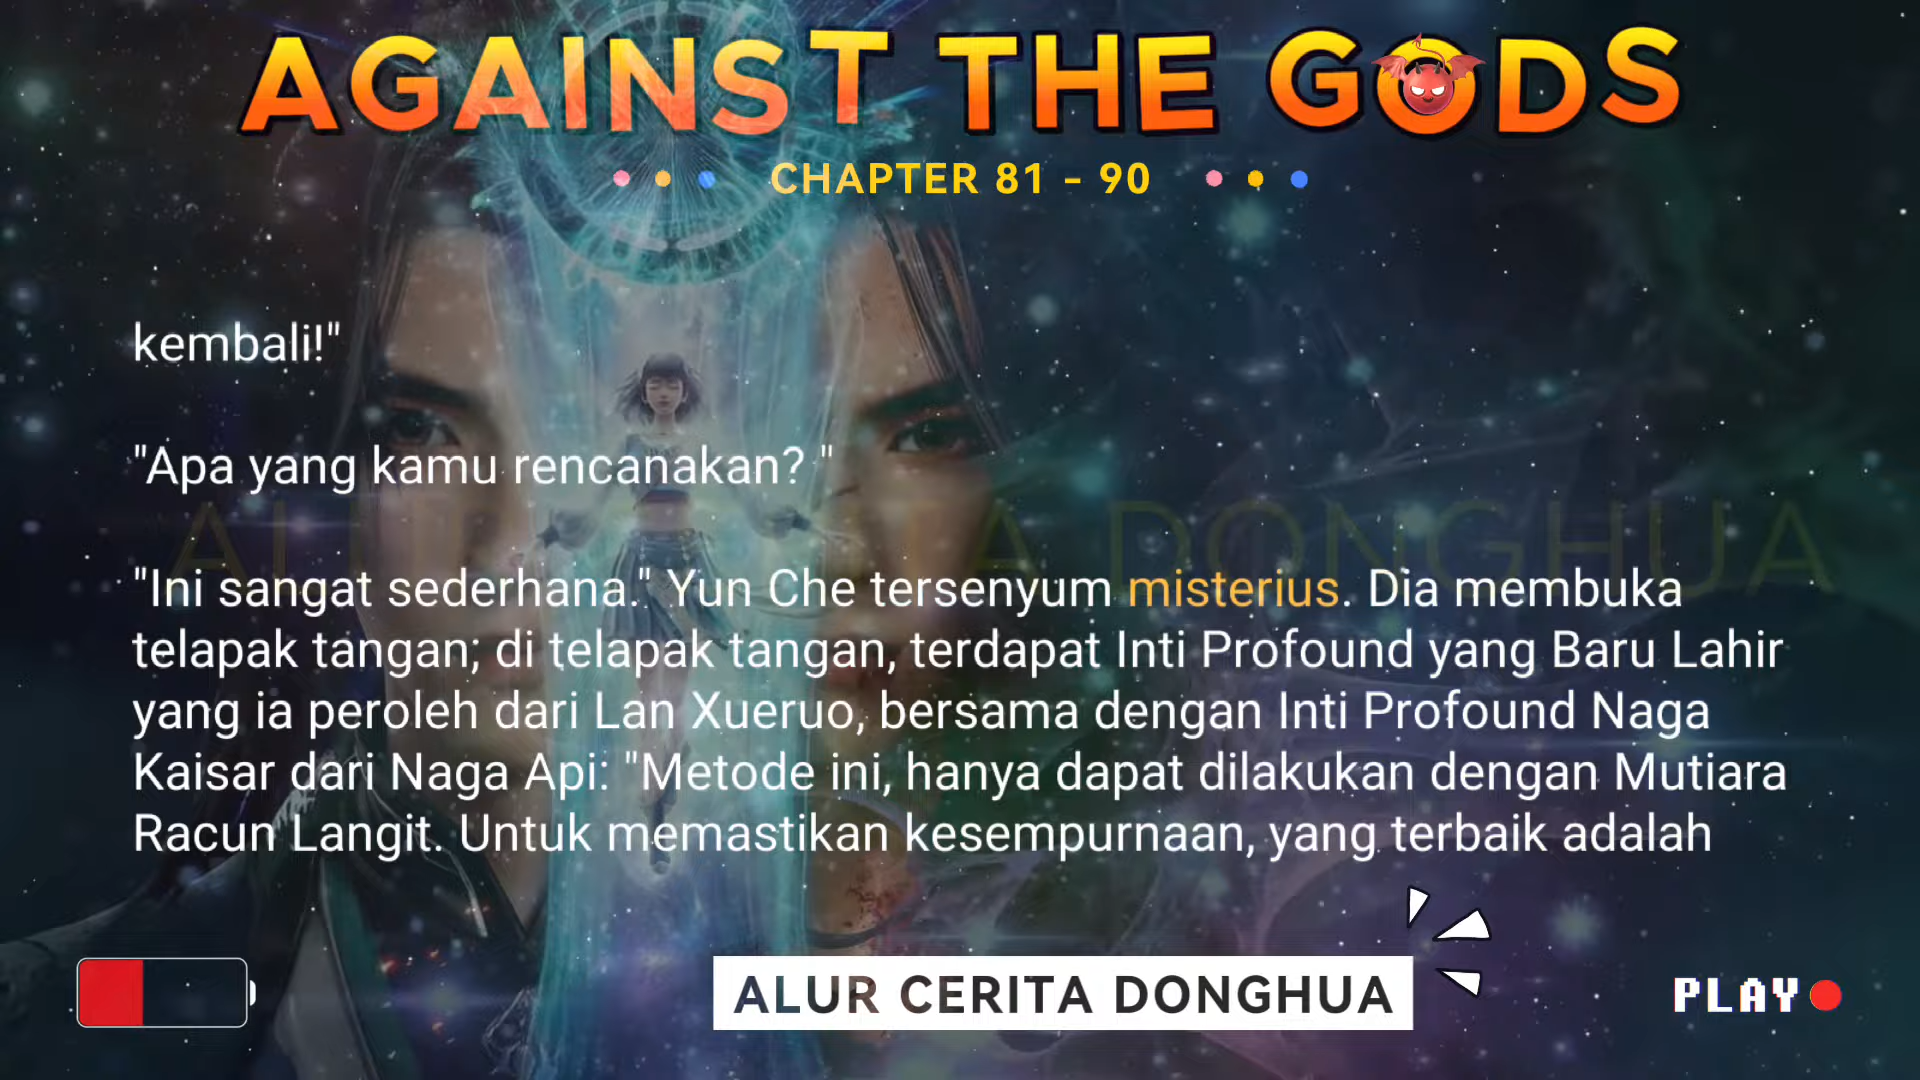 AGAINST THE GODS
CHAPTER 81 - 90
kembali!"
"Apa yang kamu rencanakan? "
"Ini sangat sederhana." Yun Che tersenyum misterius. Dia membuka
telapak tangan; di telapak tangan, terdapat Inti Profound yang Baru Lahir
yang ia peroleh dari Lan Xueruo, bersama dengan Inti Profound Naga
Kaisar dari Naga Api: "Metode ini, hanya dapat dilakukan dengan Mutiara
Racun Langit. Untuk memastikan kesempurnaan, yang terbaik adalah
ALUR CERITA DONGHUA
ALUR CERITA DONGHUA
PLAY